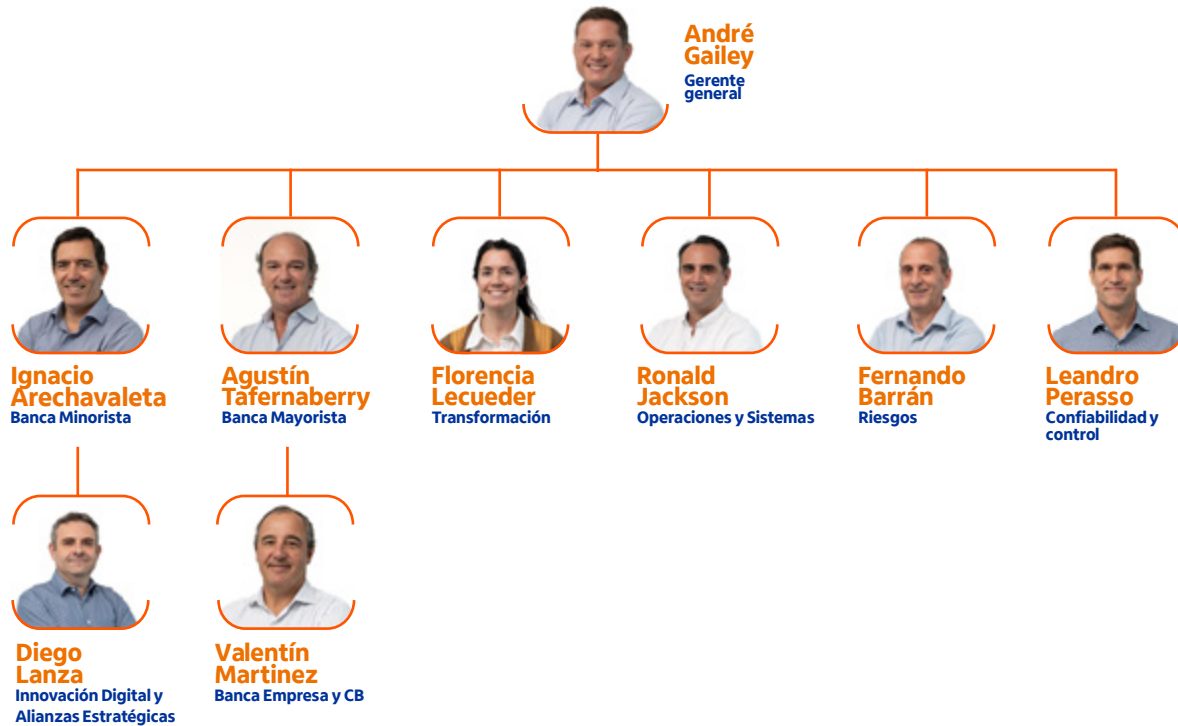 André
Gailey
Gerente
general
Ignacio
Arechavaleta
Banca Minorista
Agustín
Tafernaberry
Banca Mayorista
Florencia
Lecueder
Transformación
Ronald
Jackson
Operaciones y Sistemas
Fernando
Barrán
Riesgos
Leandro
Perasso
Confiabilidad y
control
Diego
Lanza
Innovación Digital y
Alianzas Estratégicas
Valentín
Martinez
Banca Empresa y CB